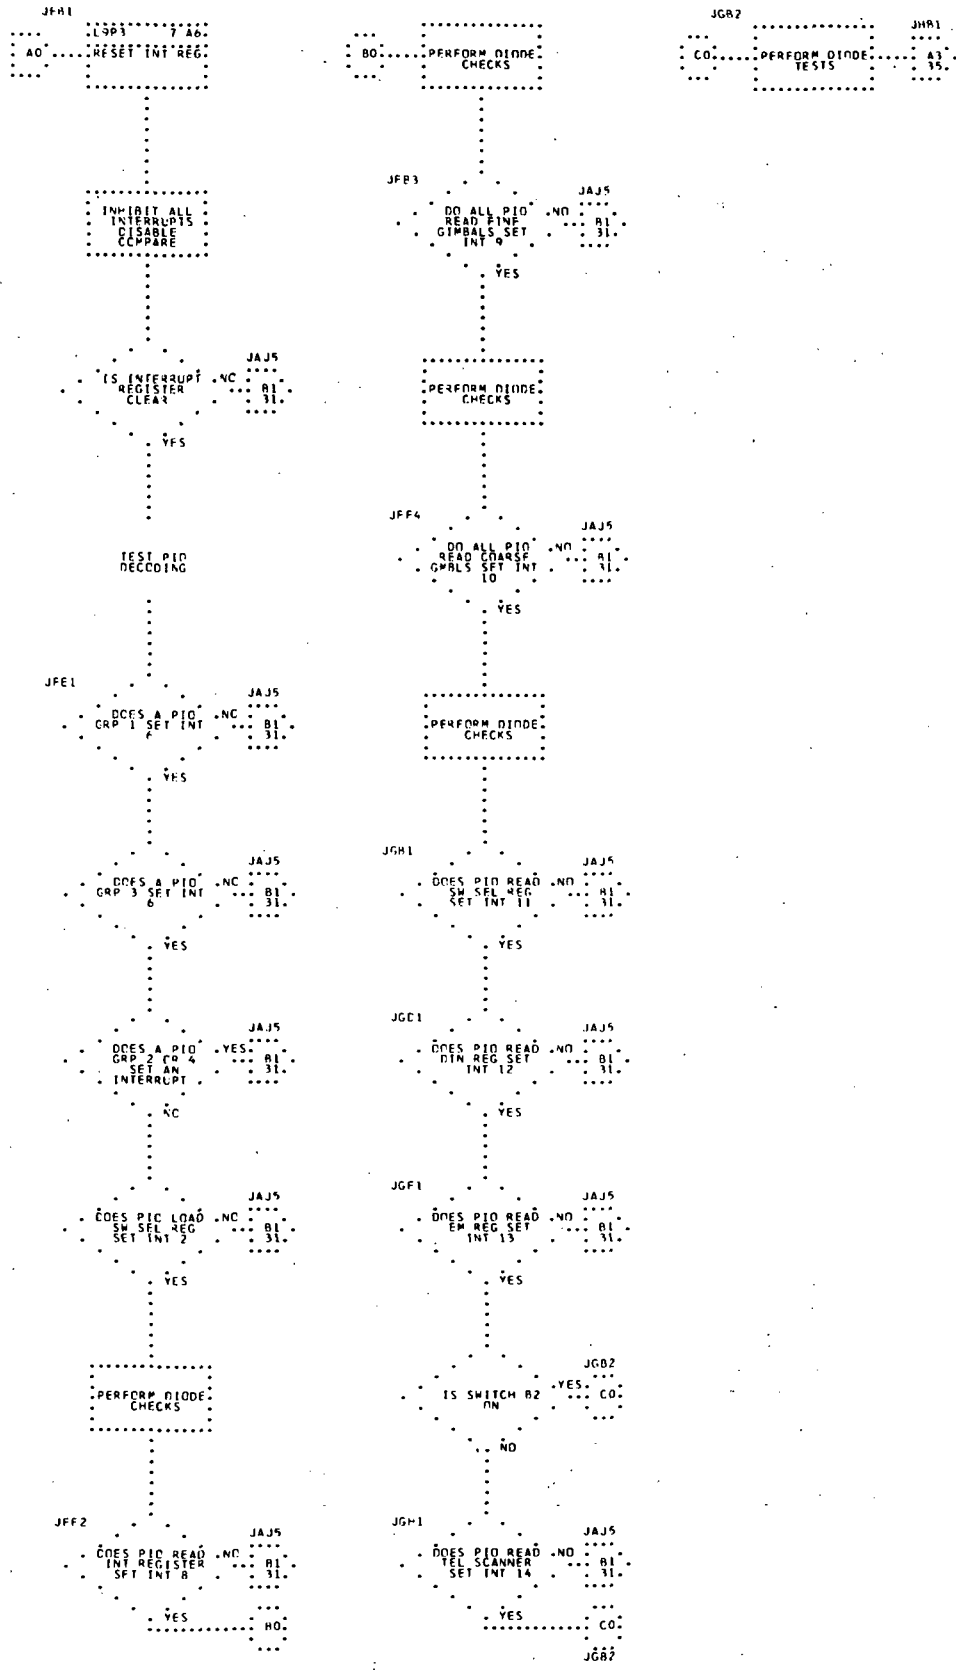 JFB1
L9P3 7 A6
A0
RESET INT REG
INHIBIT ALL
INTERRUPTS
DISABLE
COMPARE
JAJ5
IS INTERRUPT
REGISTER
CLEAR
NC
B1
31
YES
TEST PIO
DECODING
JFE1
JAJ5
DOES A PIO
GRP 1 SET INT
6
NC
B1
31
YES
JAJ5
DOES A PIO
GRP 3 SET INT
6
NC
B1
31
YES
JAJ5
DOES A PIO
GRP 2 OR 4
SET AN
INTERRUPT
YES
B1
31
NC
JAJ5
DOES PIO LOAD
SW SEL REG
SET INT 2
NC
B1
31
YES
PERFORM DIODE
CHECKS
JFF2
JAJ5
DOES PIO READ
INT REGISTER
SET INT 8
NO
B1
31
YES
B0
B0
PERFORM DIODE
CHECKS
JFB3
JAJ5
DO ALL PIO
READ FINE
GIMBALS SET
INT 9
NO
B1
31
YES
PERFORM DIODE
CHECKS
JFF4
JAJ5
DO ALL PIO
READ COARSE
GMBLS SET INT
10
NO
B1
31
YES
PERFORM DIODE
CHECKS
JGB1
JAJ5
DOES PIO READ
SW SEL REG
SET INT 11
NO
B1
31
YES
JGD1
JAJ5
DOES PIO READ
DIN REG SET
INT 12
NO
B1
31
YES
JGF1
JAJ5
DOES PIO READ
EM REG SET
INT 13
NO
B1
31
YES
JGB2
IS SWITCH B2
ON
YES
C0
NO
JGH1
JAJ5
DOES PIO READ
TEL SCANNER
SET INT 14
NO
B1
31
YES
C0
JGB2
JGB2
C0
PERFORM DIODE
TESTS
JHB1
A3
35